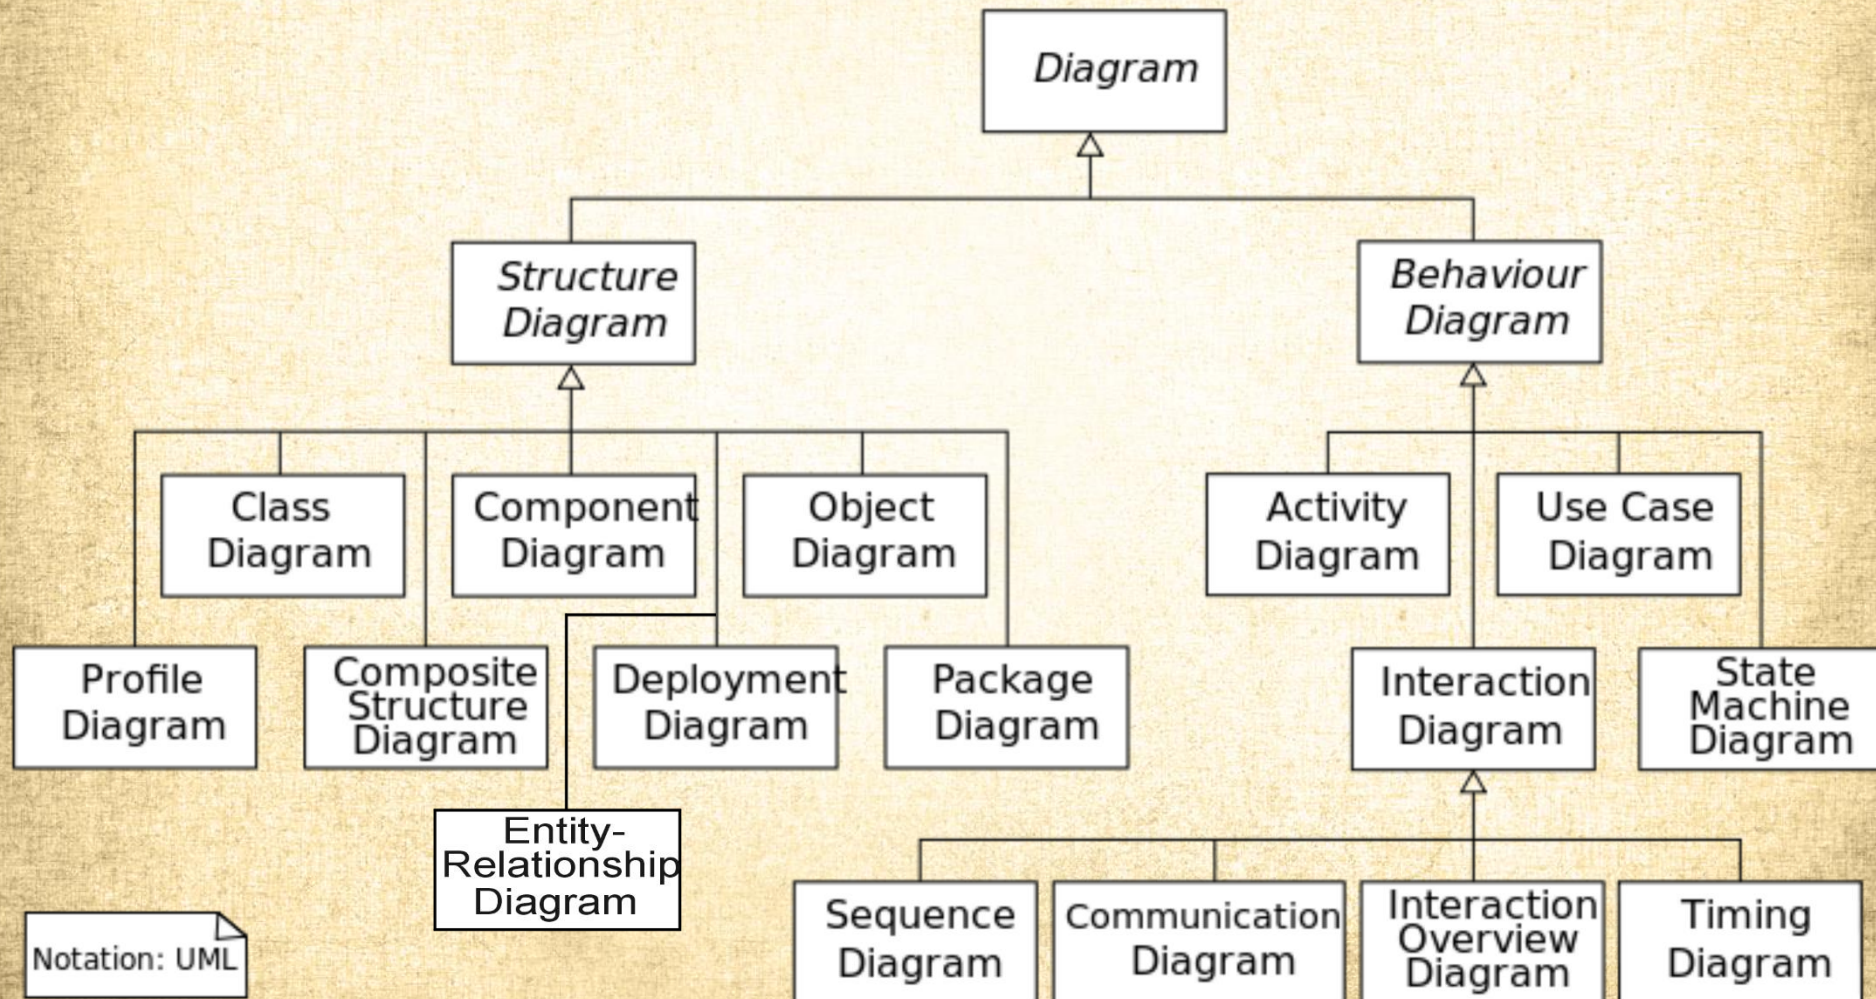 Diagram
Structure
Diagram
Behaviour
Diagram
Class
Diagram
Component
Diagram
Object
Diagram
Activity
Diagram
Use Case
Diagram
Profile
Diagram
Composite
Structure
Diagram
Deployment
Diagram
Package
Diagram
Interaction
Diagram
State
Machine
Diagram
Entity-
Relationship
Diagram
Sequence
Diagram
Communication
Diagram
Interaction
Overview
Diagram
Timing
Diagram
Notation: UML